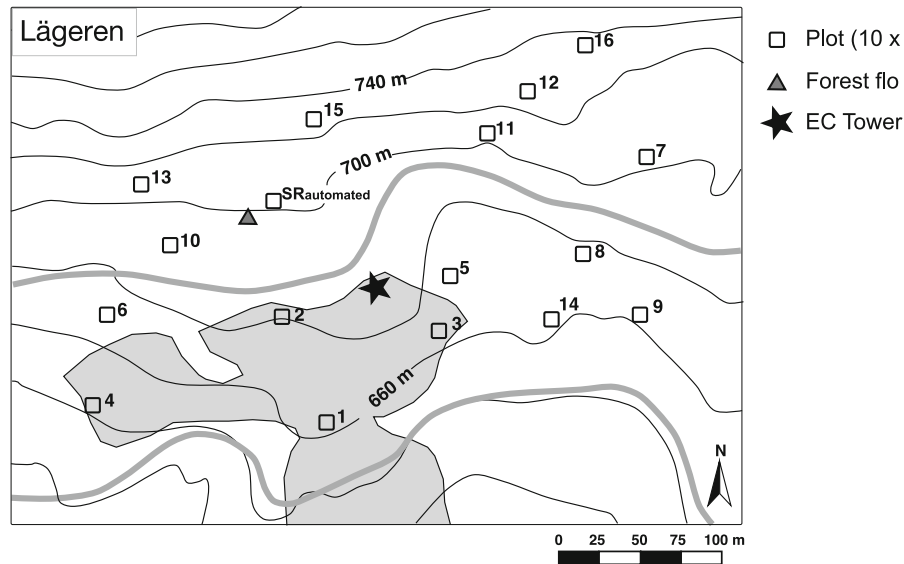 Lägeren
16
Plot (10 x
740 m
12
Forest flo
15
EC Tower
11
700 m
7
13
SRautomated
10
8
5
6
2
14
9
3
660 m
4
1
N
0 25 50 75 100 m